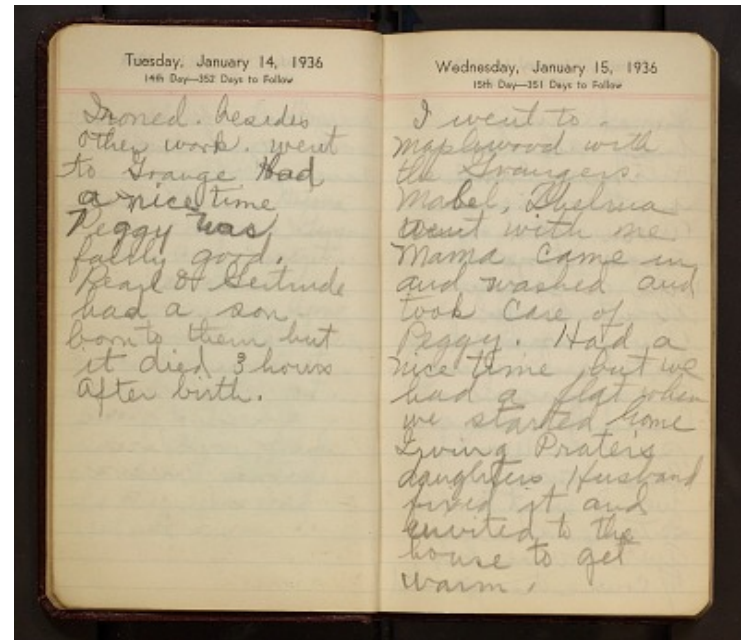 Tuesday, January 14, 1936
14th Day—352 Days to Follow
Ironed. besides
other work. went
to Grange Had
a nice time
Peggy was
fairly good.
Pearl & Gertrude
had a son
born to them but
it died 3 hours
After birth.
Wednesday, January 15, 1936
15th Day—351 Days to Follow
I went to
Maplewood with
the Grangers.
Mabel, Thelma
went with me
Mama came in
and washed and
took care of
Peggy. Had a
nice time but we
had a flat when
we started home
Irving Praters
daughters Husband
fixed it and
invited to the
house to get
warm.